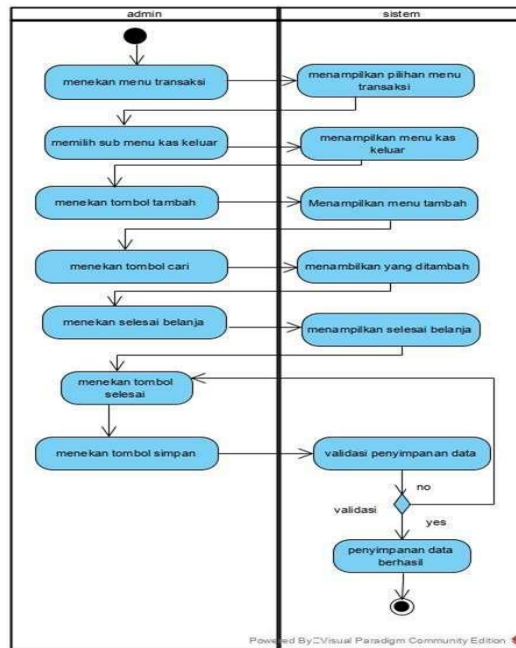 admin
sistem
menekan menu transaksi
menampilkan pilihan menu
transaksi
memilih sub menu kas keluar
menampilkan menu kas
keluar
menekan tombol tambah
Menampilkan menu tambah
menekan tombol cari
menambilkan yang ditambah
menekan selesai belanja
menampilkan selesai belanja
menekan tombol
selesai
menekan tombol simpan
validasi penyimpanan data
no
validasi
yes
penyimpanan data
berhasil
Powered By Visual Paradigm Community Edition